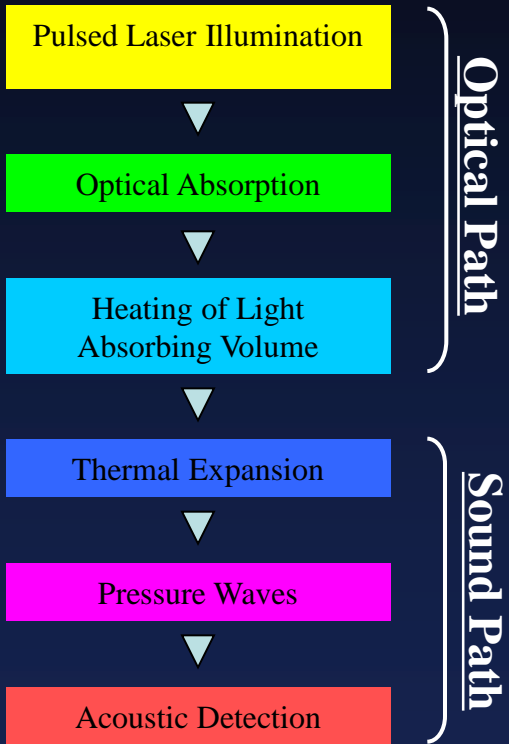 Pulsed Laser Illumination
Optical Absorption
Heating of Light
Absorbing Volume
Optical Path
Thermal Expansion
Pressure Waves
Acoustic Detection
Sound Path